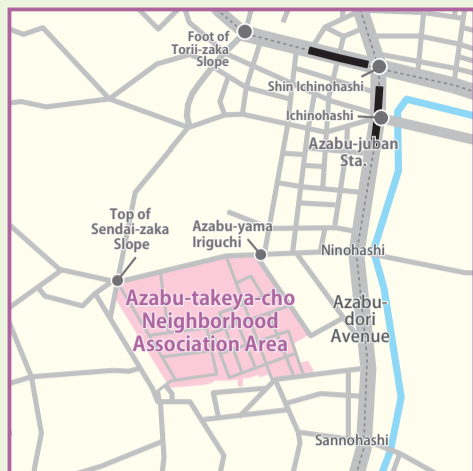 Foot of
Torii-zaka
Slope
Shin Ichinohashi
Ichinohashi
Azabu-juban
Sta.
Top of
Sendai-zaka
Slope
Azabu-yama
Iriguchi
Ninohashi
Azabu-takeya-cho
Neighborhood
Association Area
Azabu-
dori
Avenue
Sannohashi